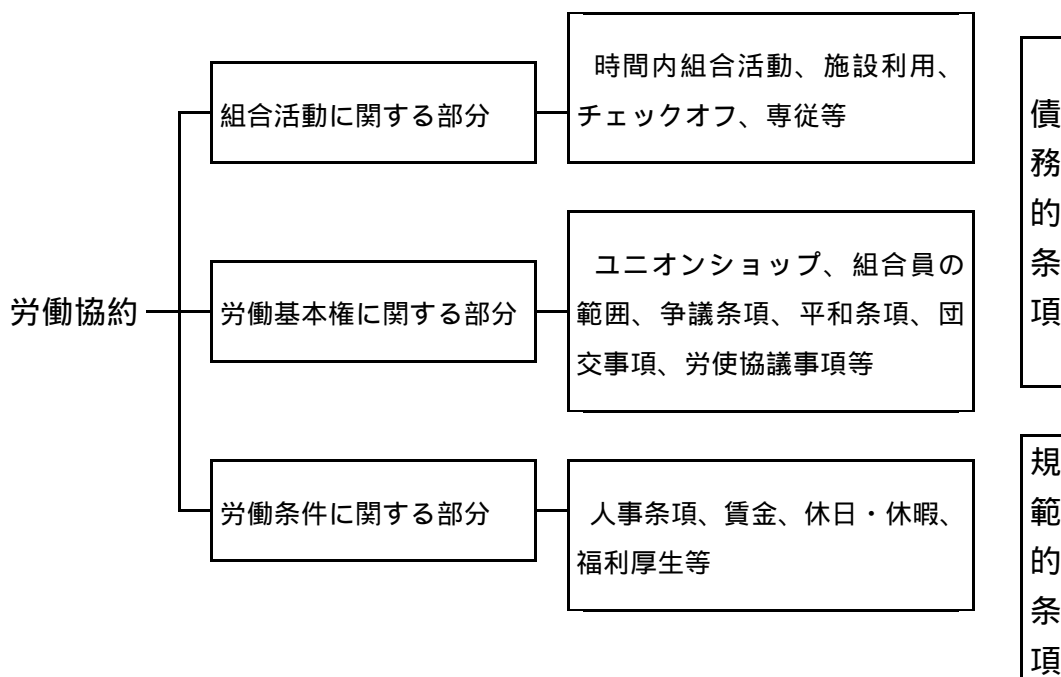 労働協約
組合活動に関する部分
時間内組合活動、施設利用、
チェックオフ、専従等
労働基本権に関する部分
ユニオンショップ、組合員の
範囲、争議条項、平和条項、団
交事項、労使協議事項等
労働条件に関する部分
人事条項、賃金、休日・休暇、
福利厚生等
債務的条項
規範的条項